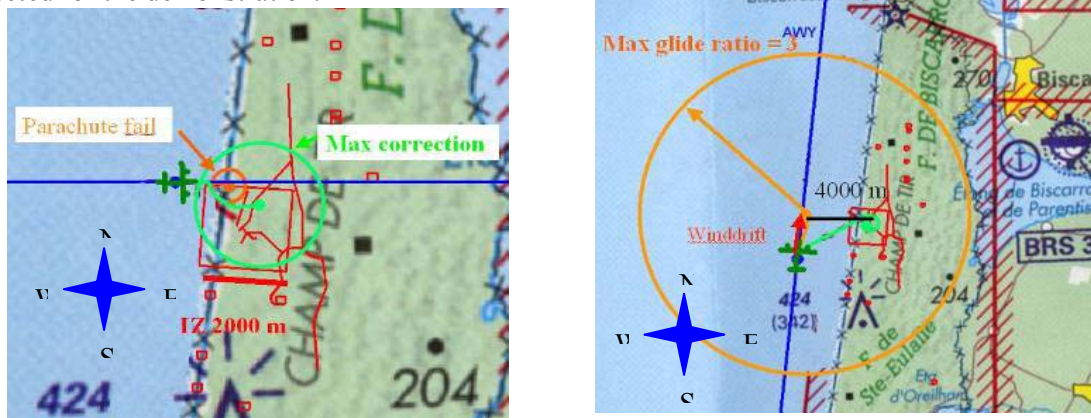 Parachute fail
Max correction
F. D
CHAMP DE
N
E
S
IZ 2000 m
424
204
AWY
Max glide ratio = 3
F. DE BISCARRO
270
Bisca
4000 m
CHAMP DE TIR
Étang de Biscarro
et de Parentis
Winddrift
BRS 3
N
424
(342)
204
W
E
F. de
Ste-Eulalie
S
d'Oreilhan